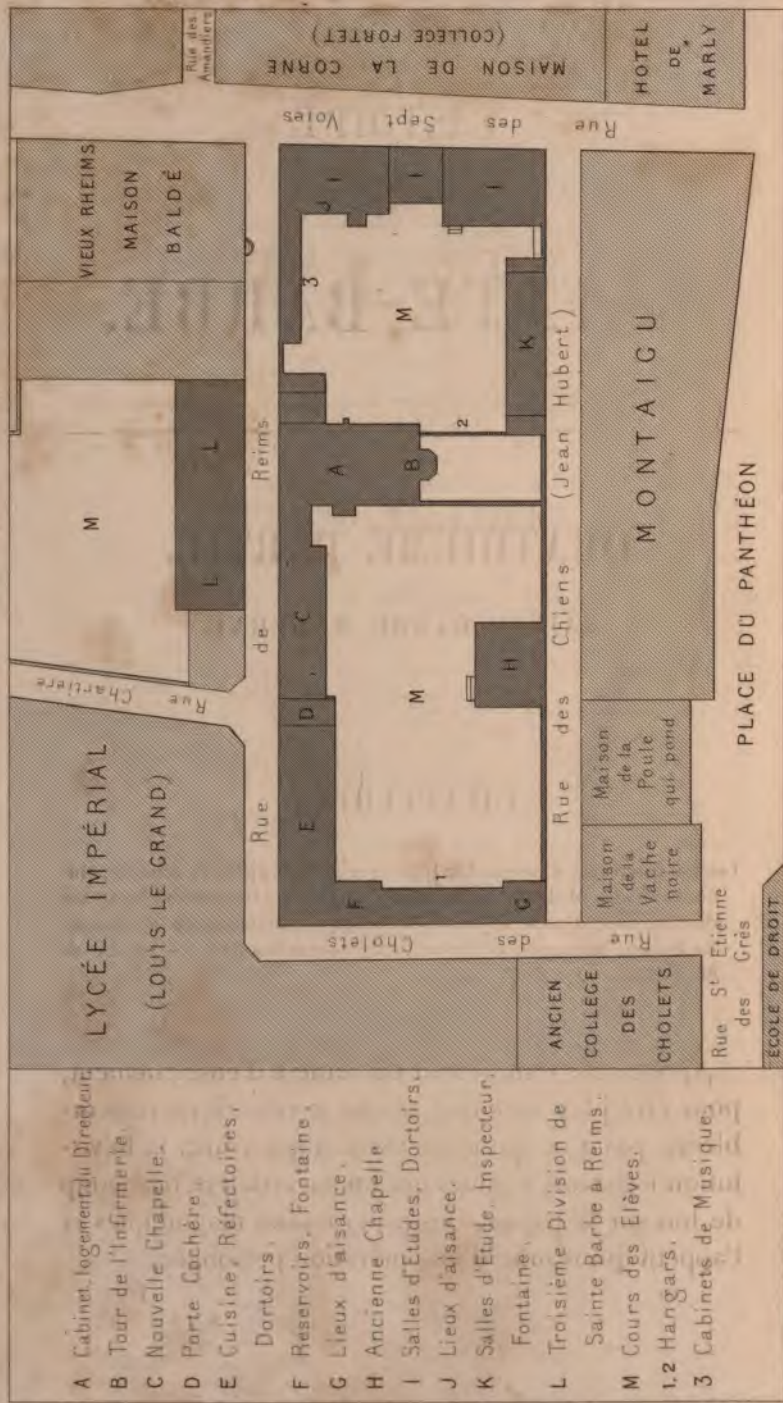 LYCÉE IMPÉRIAL
(LOUIS LE GRAND)
Rue Chartiere
M
L L
VIEUX RHEIMS
MAISON
BALDÉ
Rue des
Amandiers
MAISON DE LA CORNE
(COLLEGE FORTET)
HOTEL
DE
MARLY
Rue des Sept Voies
Rue de Reims
Rue des Cholets
F
E
D
C
A
B
3
J
I
I
I
M
M
1
2
G
H
K
Rue des Chiens (Jean Hubert)
ANCIEN
COLLÉGE
DES
CHOLETS
Maison
de la
Vache
noire
Maison
de la
Poule
qui pond
MONTAIGU
Rue St Etienne
des Grés
PLACE DU PANTHÉON
ÉCOLE DE DROIT
A Cabinet, logement du Directeur
B Tour de l'Infirmerie.
C Nouvelle Chapelle.
D Porte Cochère.
E Cuisine, Réfectoires,
Dortoirs.
F Reservoirs, Fontaine.
G Lieux d'aisance.
H Ancienne Chapelle
I Salles d'Etudes, Dortoirs.
J Lieux d'aisance.
K Salles d'Etude, Inspecteur,
Fontaine.
L Troisième Division de
Sainte Barbe à Reims.
M Cours des Elèves.
1,2 Hangars.
3 Cabinets de Musique.